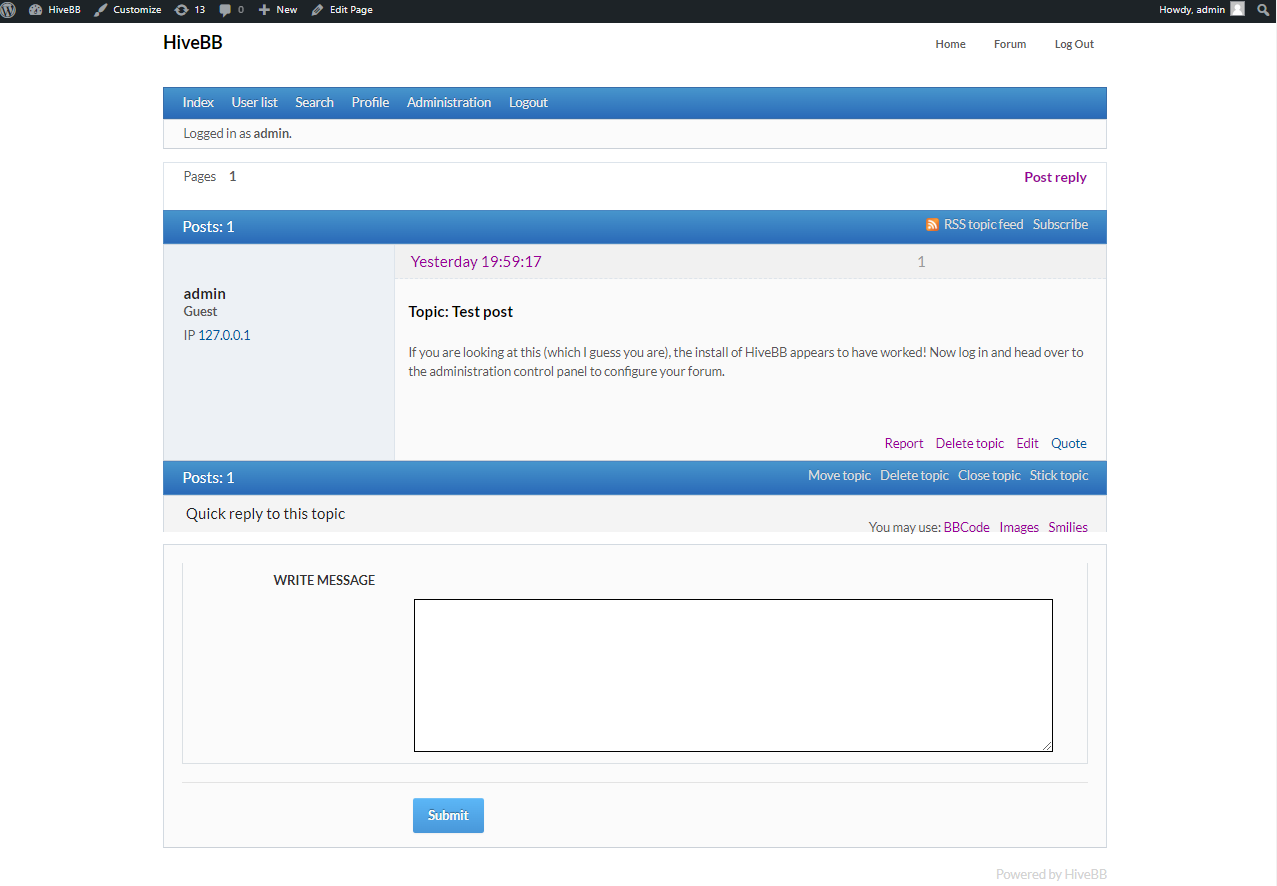 HiveBB Customize 13 0 New Edit Page Howdy, admin
HiveBB Home Forum Log Out
Index User list Search Profile Administration Logout
Logged in as admin.
Pages 1 Post reply
Posts: 1 RSS topic feed Subscribe
Yesterday 19:59:17 1
admin
Guest
IP 127.0.0.1
Topic: Test post
If you are looking at this (which I guess you are), the install of HiveBB appears to have worked! Now log in and head over to
the administration control panel to configure your forum.
Report Delete topic Edit Quote
Posts: 1 Move topic Delete topic Close topic Stick topic
Quick reply to this topic
You may use: BBCode Images Smilies
WRITE MESSAGE
Submit
Powered by HiveBB